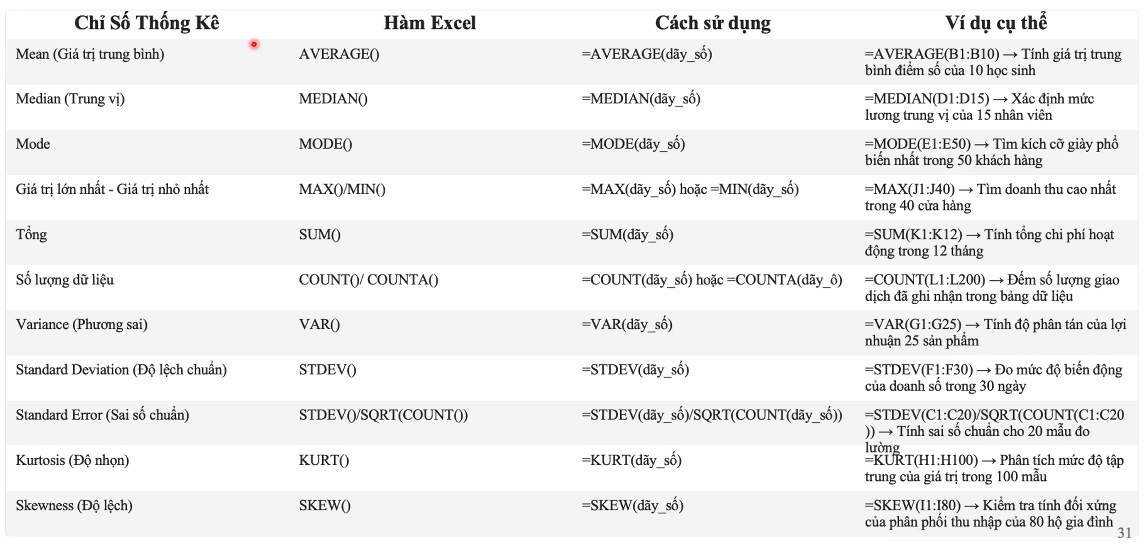 Chỉ Số Thống Kê Hàm Excel Cách sử dụng Ví dụ cụ thể
Mean (Giá trị trung bình) AVERAGE() =AVERAGE(dãy_số) =AVERAGE(B1:B10) → Tính giá trị trung
bình điểm số của 10 học sinh
Median (Trung vị) MEDIAN() =MEDIAN(dãy_số) =MEDIAN(D1:D15) → Xác định mức
lương trung vị của 15 nhân viên
Mode MODE() =MODE(dãy_số) =MODE(E1:E50) → Tìm kích cỡ giày phổ
biến nhất trong 50 khách hàng
Giá trị lớn nhất - Giá trị nhỏ nhất MAX()/MIN() =MAX(dãy_số) hoặc =MIN(dãy_số) =MAX(J1:J40) → Tìm doanh thu cao nhất
trong 40 cửa hàng
Tổng SUM() =SUM(dãy_số) =SUM(K1:K12) → Tính tổng chi phí hoạt
động trong 12 tháng
Số lượng dữ liệu COUNT()/ COUNTA() =COUNT(dãy_số) hoặc =COUNTA(dãy_ô) =COUNT(L1:L200) → Đếm số lượng giao
dịch đã ghi nhận trong bảng dữ liệu
Variance (Phương sai) VAR() =VAR(dãy_số) =VAR(G1:G25) → Tính độ phân tán của lợi
nhuận 25 sản phẩm
Standard Deviation (Độ lệch chuẩn) STDEV() =STDEV(dãy_số) =STDEV(F1:F30) → Đo mức độ biến động
của doanh số trong 30 ngày
Standard Error (Sai số chuẩn) STDEV()/SQRT(COUNT()) =STDEV(dãy_số)/SQRT(COUNT(dãy_số)) =STDEV(C1:C20)/SQRT(COUNT(C1:C20
)) → Tính sai số chuẩn cho 20 mẫu đo
lường
Kurtosis (Độ nhọn) KURT() =KURT(dãy_số) =KURT(H1:H100) → Phân tích mức độ tập
trung của giá trị trong 100 mẫu
Skewness (Độ lệch) SKEW() =SKEW(dãy_số) =SKEW(I1:I80) → Kiểm tra tính đối xứng
của phân phối thu nhập của 80 hộ gia đình
31